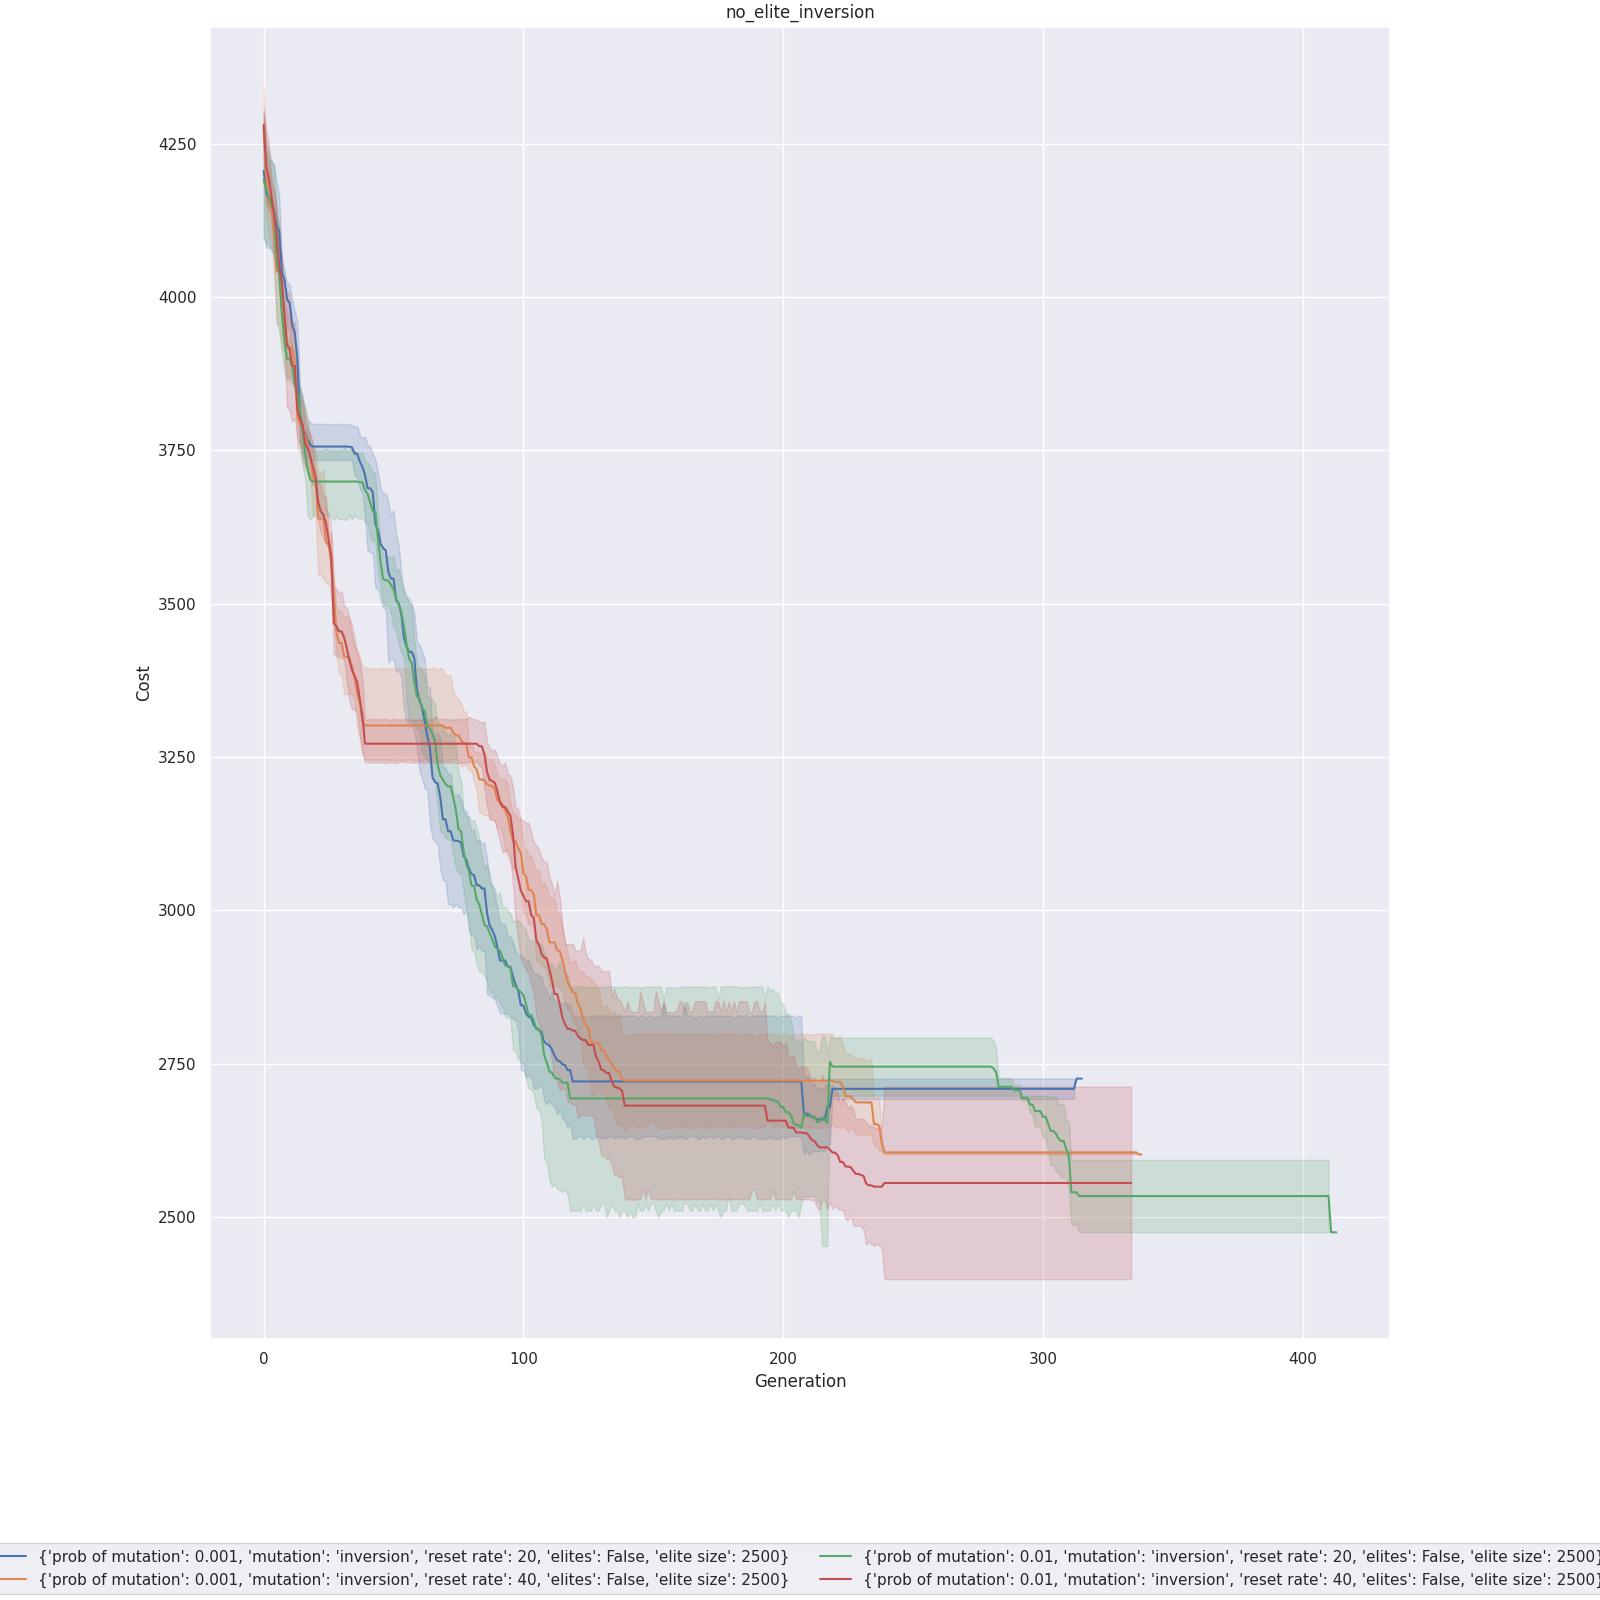 no_elite_inversion
4250
4000
3750
3500
3250
3000
2750
2500
Cost
0 100 200 300 400
Generation
{'prob of mutation': 0.001, 'mutation': 'inversion', 'reset rate': 20, 'elites': False, 'elite size': 2500}
{'prob of mutation': 0.001, 'mutation': 'inversion', 'reset rate': 40, 'elites': False, 'elite size': 2500}
{'prob of mutation': 0.01, 'mutation': 'inversion', 'reset rate': 20, 'elites': False, 'elite size': 2500}
{'prob of mutation': 0.01, 'mutation': 'inversion', 'reset rate': 40, 'elites': False, 'elite size': 2500}